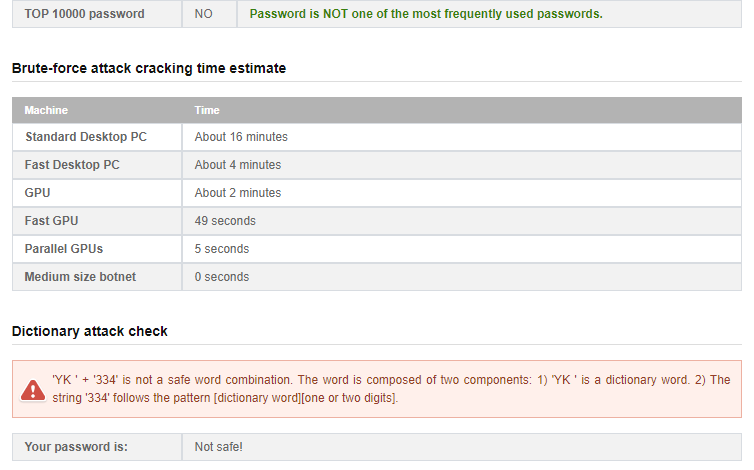 TOP 10000 password NO Password is NOT one of the most frequently used passwords.
Brute-force attack cracking time estimate
Machine Time
Standard Desktop PC About 16 minutes
Fast Desktop PC About 4 minutes
GPU About 2 minutes
Fast GPU 49 seconds
Parallel GPUs 5 seconds
Medium size botnet 0 seconds
Dictionary attack check
'YK ' + '334' is not a safe word combination. The word is composed of two components: 1) 'YK ' is a dictionary word. 2) The
string '334' follows the pattern [dictionary word][one or two digits].
Your password is: Not safe!